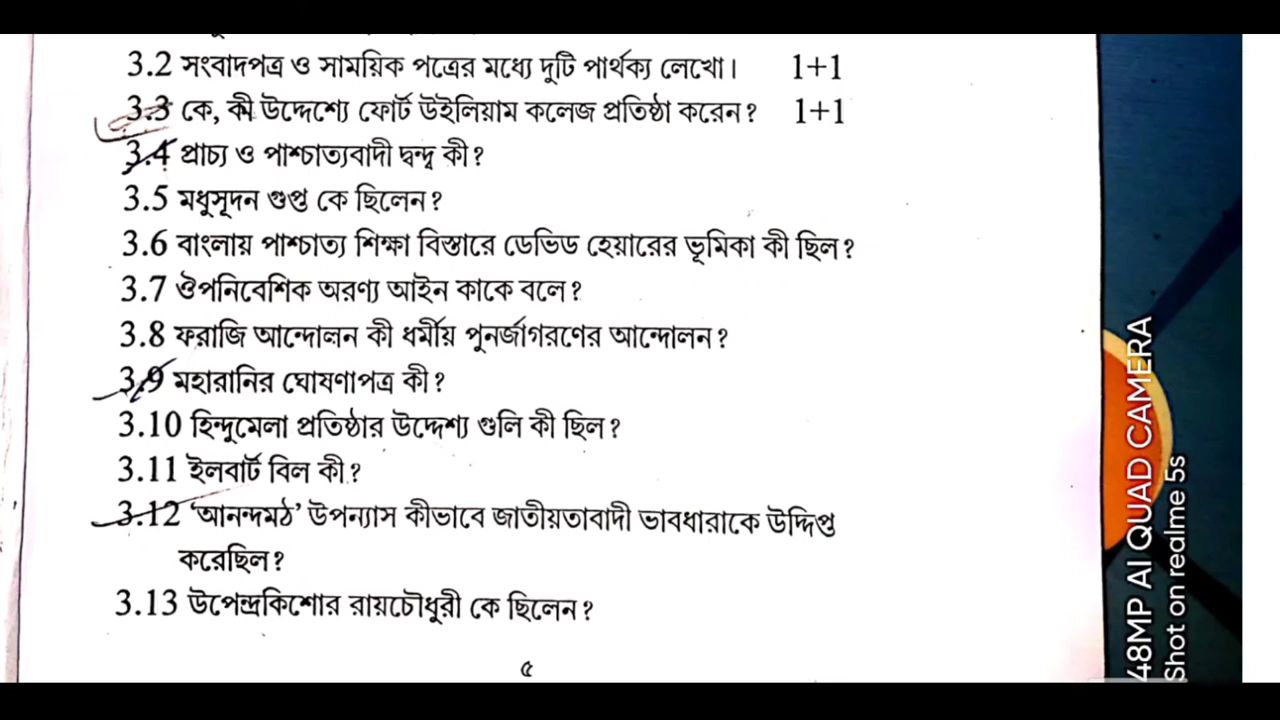 3.2 সংবাদপত্র ও সাময়িক পত্রের মধ্যে দুটি পার্থক্য লেখো। 1+1
3.3 কে, কী উদ্দেশ্যে ফোর্ট উইলিয়াম কলেজ প্রতিষ্ঠা করেন? 1+1
3.4 প্রাচ্য ও পাশ্চাত্যবাদী দ্বন্দ্ব কী?
3.5 মধুসূদন গুপ্ত কে ছিলেন?
3.6 বাংলায় পাশ্চাত্য শিক্ষা বিস্তারে ডেভিড হেয়ারের ভূমিকা কী ছিল?
3.7 ঔপনিবেশিক অরণ্য আইন কাকে বলে?
3.8 ফরাজি আন্দোলন কী ধর্মীয় পুনর্জাগরণের আন্দোলন?
3.9 মহারানির ঘোষণাপত্র কী?
3.10 হিন্দুমেলা প্রতিষ্ঠার উদ্দেশ্য গুলি কী ছিল?
3.11 ইলবার্ট বিল কী?
3.12 'আনন্দমঠ' উপন্যাস কীভাবে জাতীয়তাবাদী ভাবধারাকে উদ্দিপ্ত
করেছিল?
3.13 উপেন্দ্রকিশোর রায়চৌধুরী কে ছিলেন?
৫
48MP AI QUAD CAMERA
Shot on realme 5s